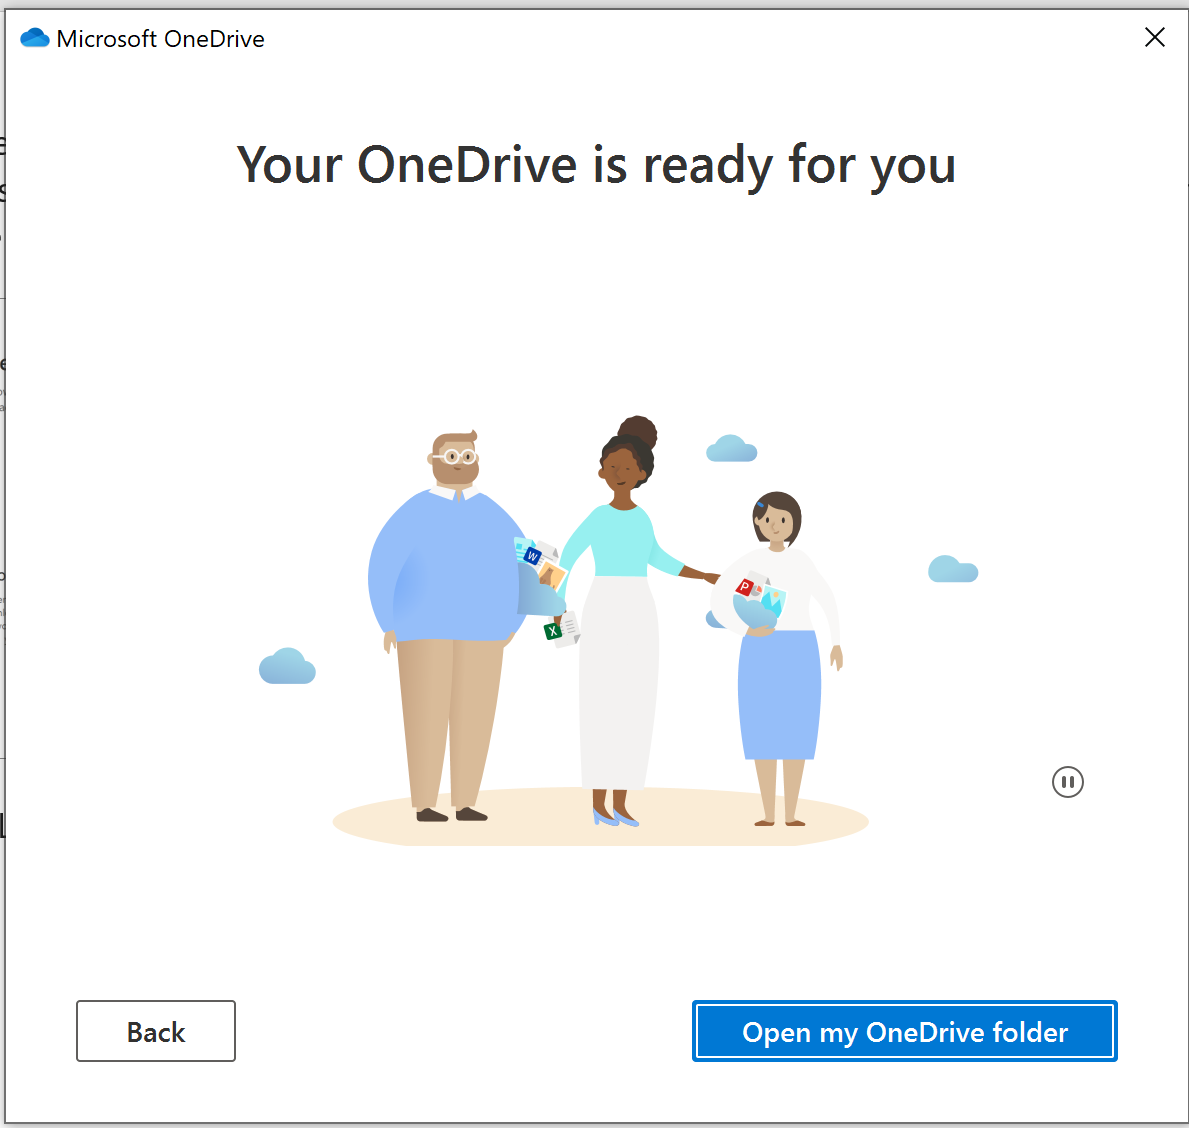 Microsoft OneDrive
Your OneDrive is ready for you
W
P
X
Back
Open my OneDrive folder